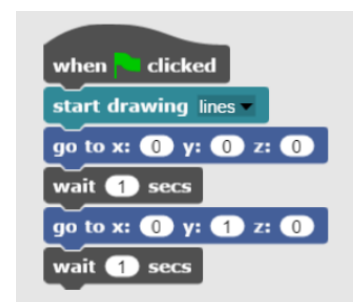 when clicked
start drawing lines
go to x: 0 y: 0 z: 0
wait 1 secs
go to x: 0 y: 1 z: 0
wait 1 secs